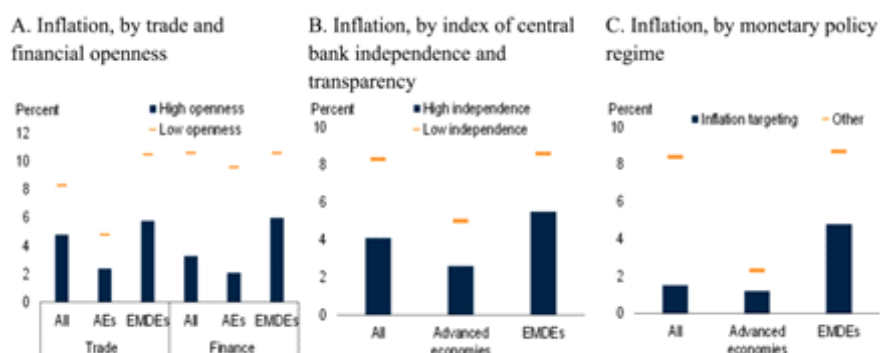 A. Inflation, by trade and
financial openness
Percent
High openness
Low openness
12
10
8
6
4
2
0
All AEs EMDEs All AEs EMDEs
Trade Finance
B. Inflation, by index of central
bank independence and
transparency
Percent
High independence
Low independence
10
8
6
4
2
0
All Advanced EMDEs
economies
C. Inflation, by monetary policy
regime
Percent
Inflation targeting Other
10
8
6
4
2
0
All Advanced EMDEs
economies